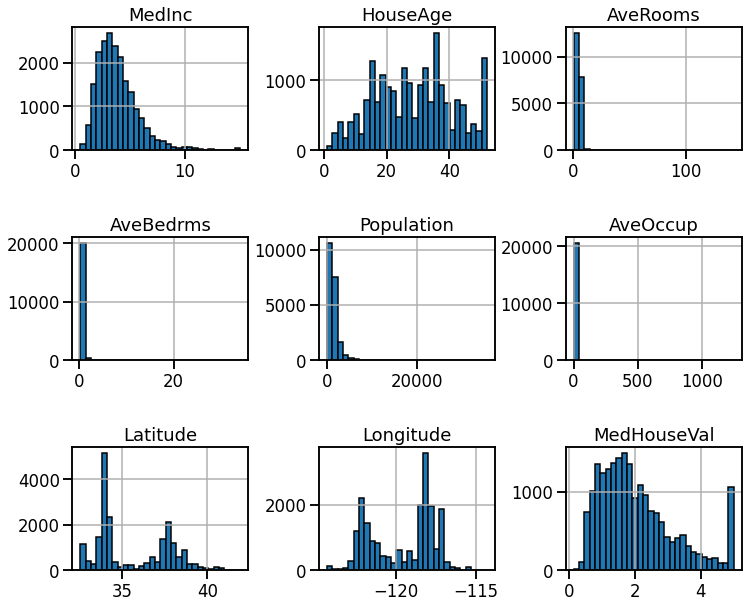 MedInc
HouseAge
AveRooms
2000
1000
0
0 10
1000
0
0 20 40
10000
5000
0
0 100
AveBedrms
Population
AveOccup
20000
10000
0
0 20
10000
5000
0
0 20000
20000
10000
0
0 500 1000
Latitude
Longitude
MedHouseVal
4000
2000
0
35 40
2000
0
−120 −115
1000
0
0 2 4